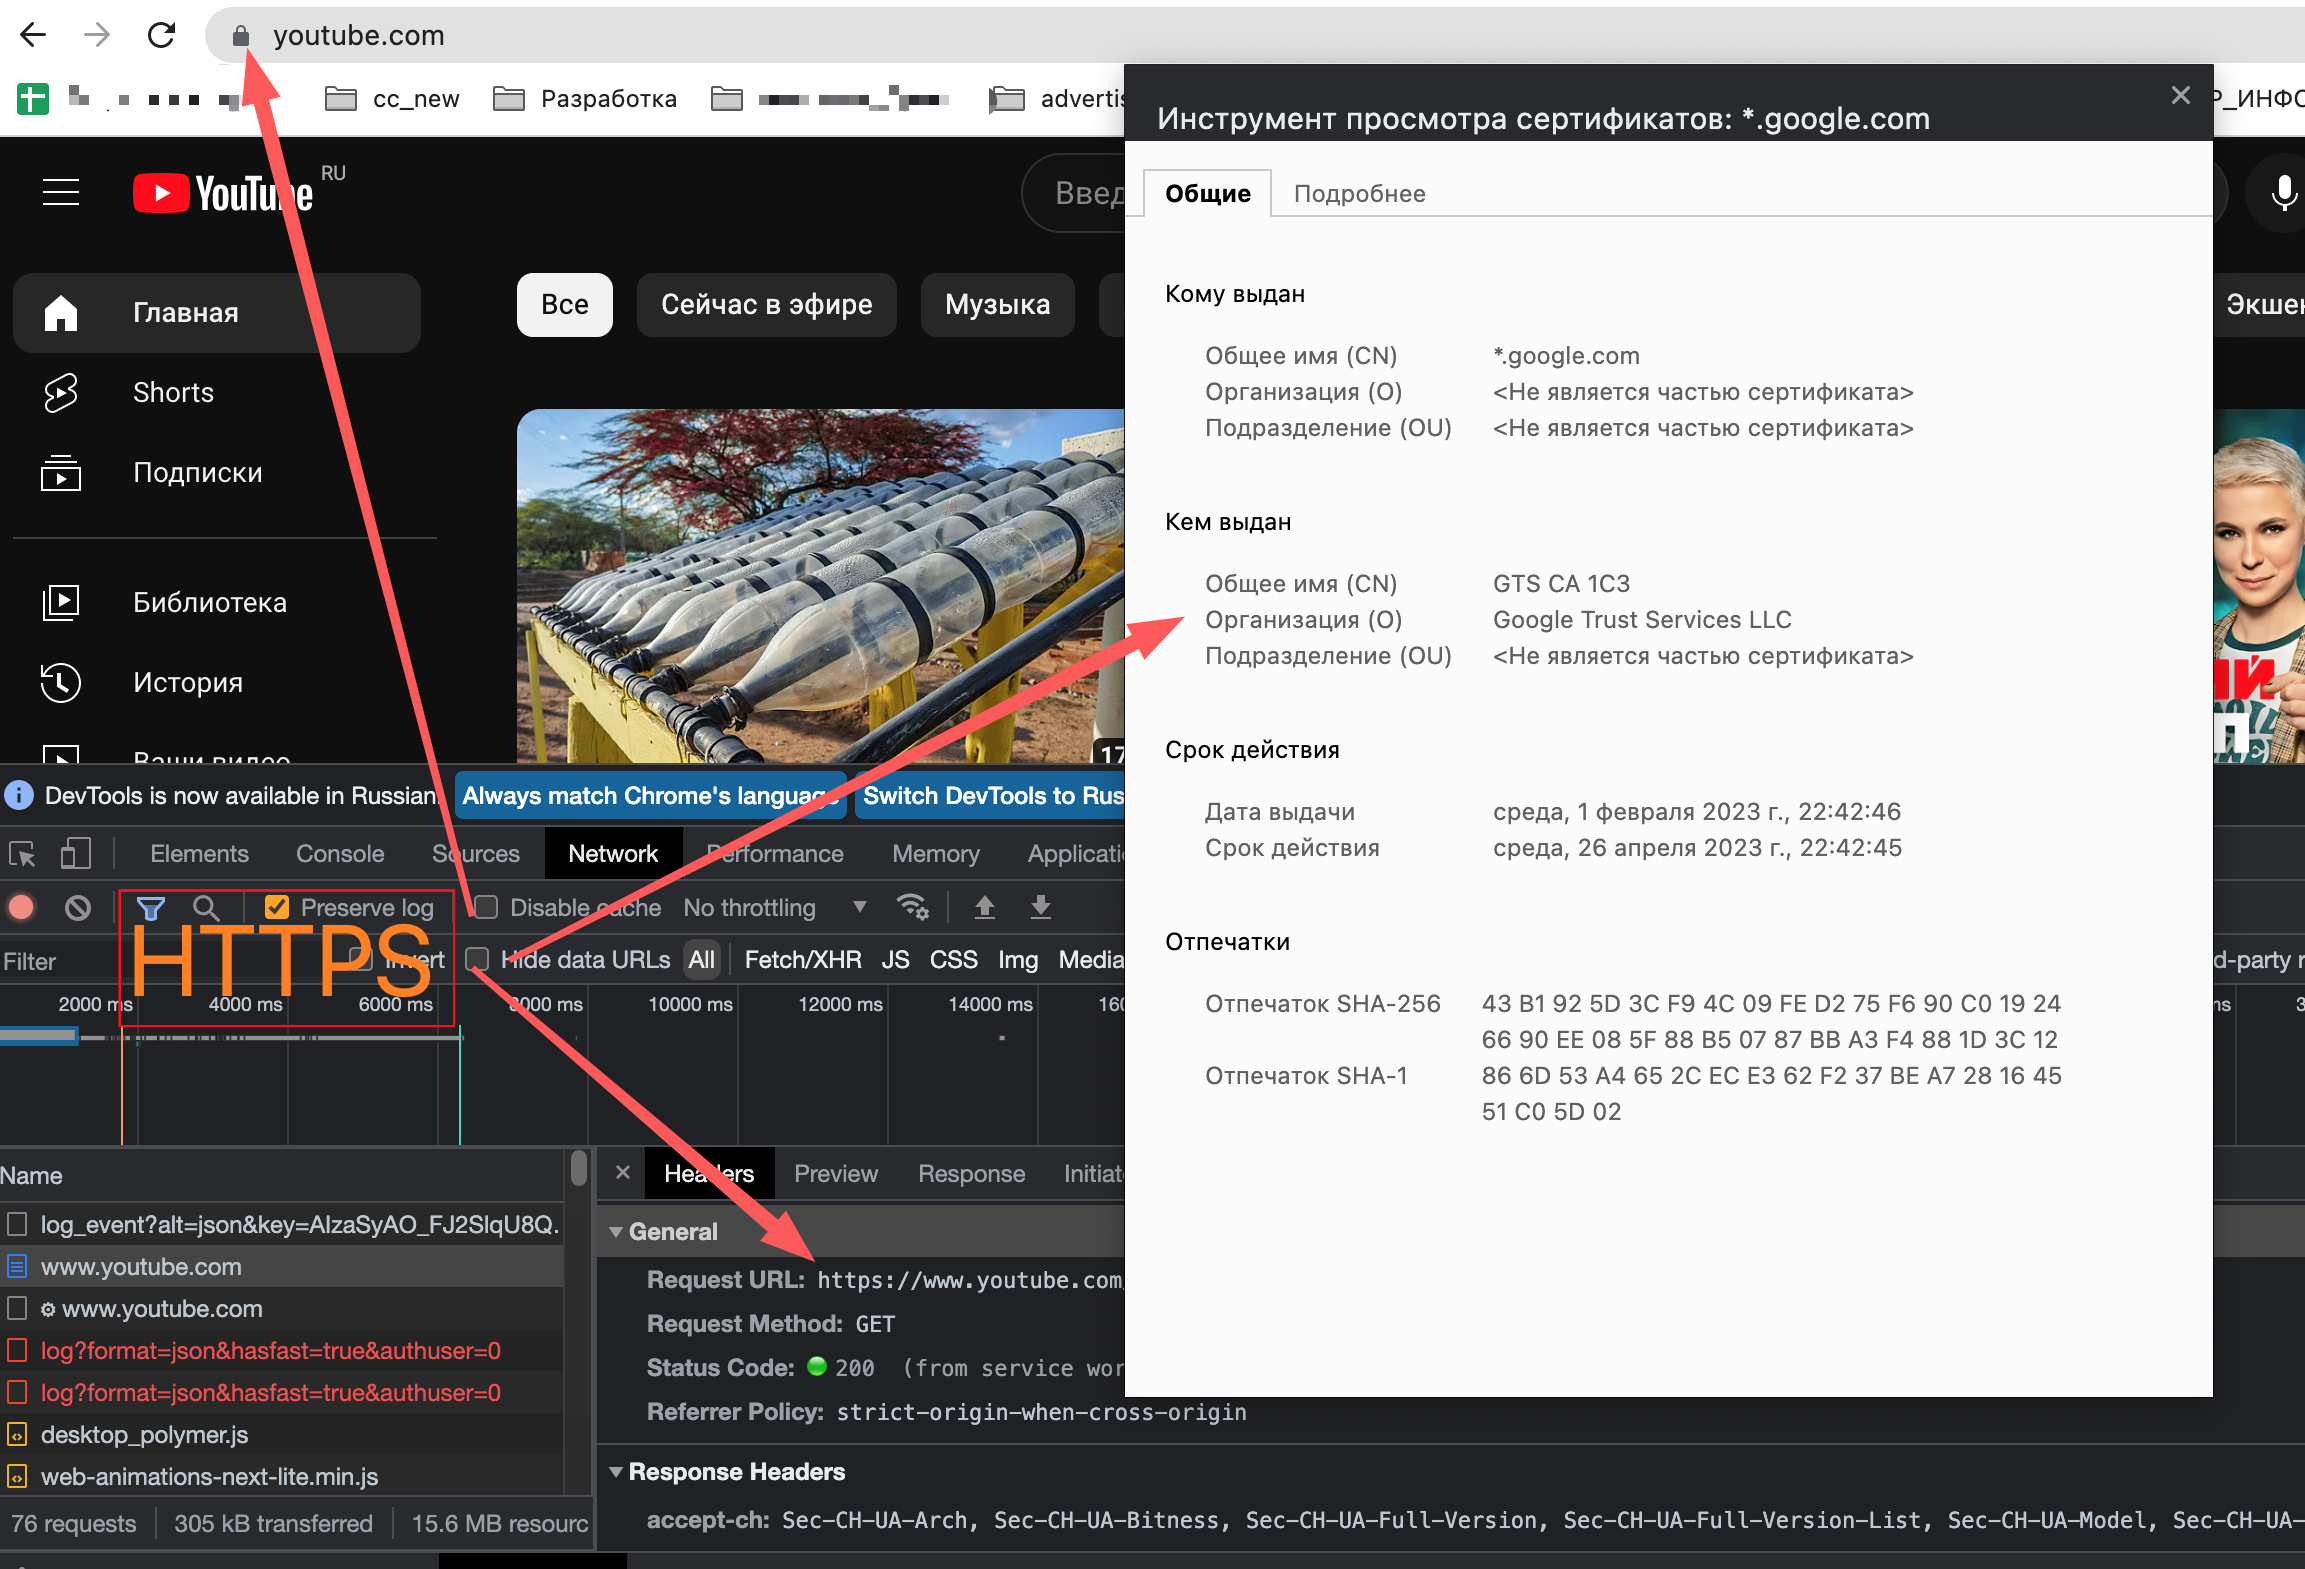 youtube.com
cc_new
Разработка
Р_ИНФО
Инструмент просмотра сертификатов: *.google.com
YouTube
RU
Общие
Подробнее
Главная
Shorts
Подписки
Библиотека
История
Ваши видео
Все
Сейчас в эфире
Музыка
17
Кому выдан
Общее имя (CN) *.google.com
Организация (O) <Не является частью сертификата>
Подразделение (OU) <Не является частью сертификата>
Кем выдан
Общее имя (CN) GTS CA 1C3
Организация (O) Google Trust Services LLC
Подразделение (OU) <Не является частью сертификата>
Срок действия
Дата выдачи среда, 1 февраля 2023 г., 22:42:46
Срок действия среда, 26 апреля 2023 г., 22:42:45
Отпечатки
Отпечаток SHA-256 43 B1 92 5D 3C F9 4C 09 FE D2 75 F6 90 C0 19 24
66 90 EE 08 5F 88 B5 07 87 BB A3 F4 88 1D 3C 12
Отпечаток SHA-1 86 6D 53 A4 65 2C EC E3 62 F2 37 BE A7 28 16 45
51 C0 5D 02
DevTools is now available in Russian!
Always match Chrome's language
Switch DevTools to Rus
Elements Console Sources Network Performance Memory Applicati
Preserve log Disable cache No throttling
HTTPS
Filter Invert Hide data URLs All Fetch/XHR JS CSS Img Media
d-party r
2000 ms 4000 ms 6000 ms 8000 ms 10000 ms 12000 ms 14000 ms
Name
log_event?alt=json&key=AIzaSyAO_FJ2SlqU8Q.
www.youtube.com
www.youtube.com
log?format=json&hasfast=true&authuser=0
log?format=json&hasfast=true&authuser=0
desktop_polymer.js
web-animations-next-lite.min.js
76 requests 305 kB transferred 15.6 MB resourc
Headers Preview Response Initiat
General
Request URL: https://www.youtube.com/
Request Method: GET
Status Code: 200 (from service wor
Referrer Policy: strict-origin-when-cross-origin
Response Headers
accept-ch: Sec-CH-UA-Arch, Sec-CH-UA-Bitness, Sec-CH-UA-Full-Version, Sec-CH-UA-Full-Version-List, Sec-CH-UA-Model, Sec-CH-UA-